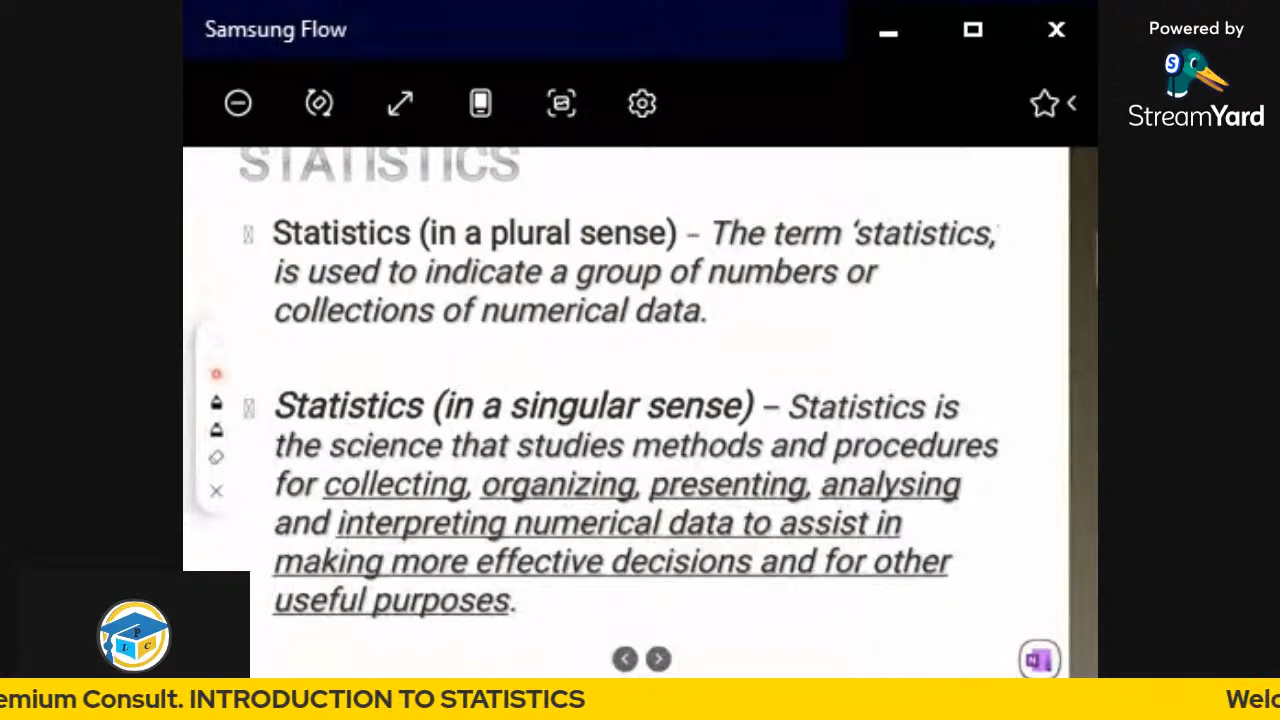 Samsung Flow
Powered by
StreamYard
STATISTICS
Statistics (in a plural sense) – The term ‘statistics,
is used to indicate a group of numbers or
collections of numerical data.
Statistics (in a singular sense) – Statistics is
the science that studies methods and procedures
for collecting, organizing, presenting, analysing
and interpreting numerical data to assist in
making more effective decisions and for other
useful purposes.
P
L C
N
emium Consult. INTRODUCTION TO STATISTICS
Welc